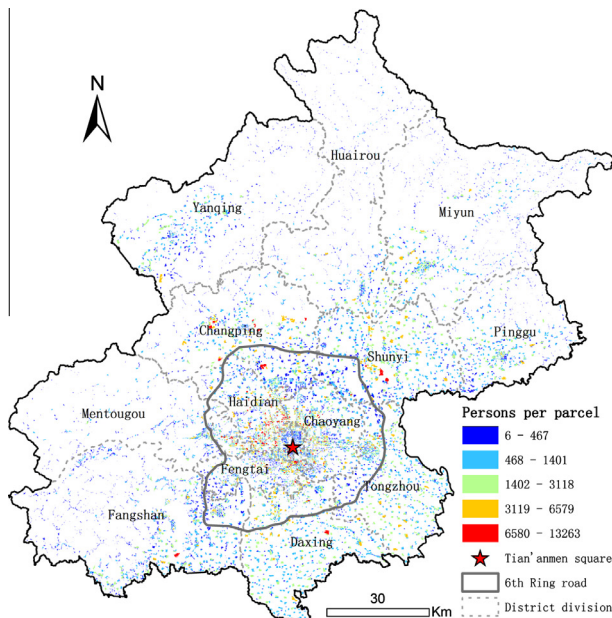 N
Huairou
Yanqing
Miyun
Changping
Pinggu
Shunyi
Haidian
Mentougou
Chaoyang
Fengtai
Tongzhou
Fangshan
Daxing
Persons per parcel
6 - 467
468 - 1401
1402 - 3118
3119 - 6579
6580 - 13263
Tian'anmen square
6th Ring road
District division
30
Km